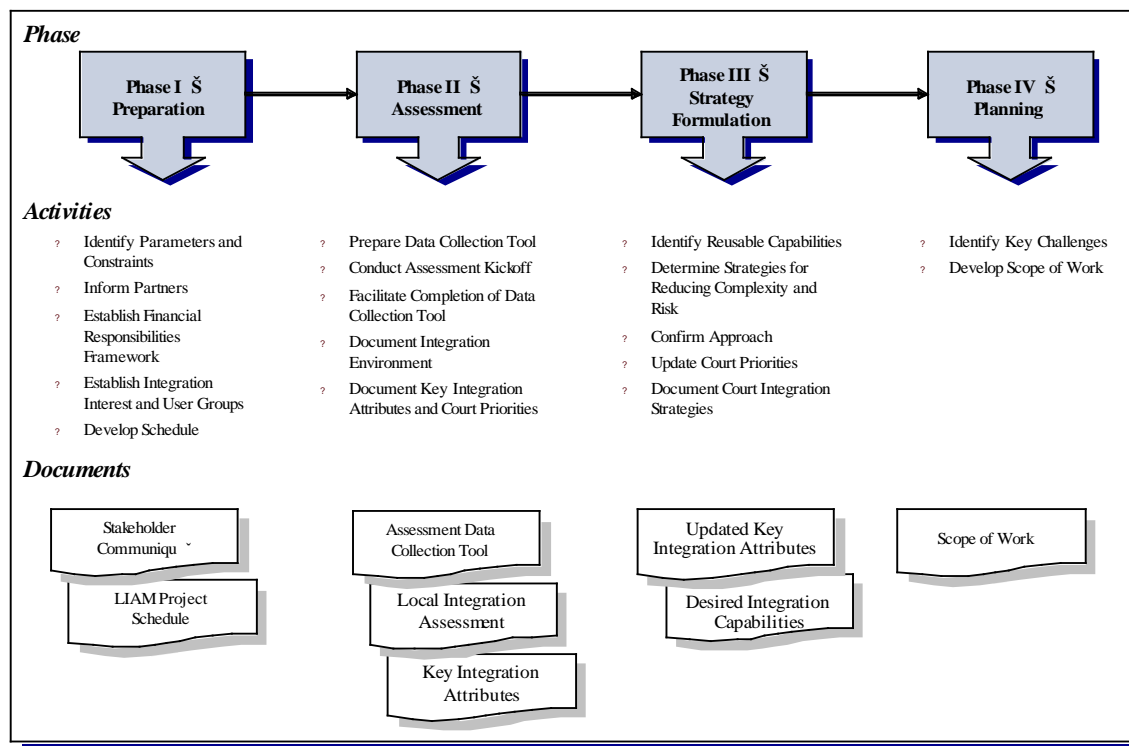 Phase
Phase I Š
Preparation
Phase II Š
Assessment
Phase III Š
Strategy
Formulation
Phase IV Š
Planning
Activities
? Identify Parameters and
Constraints
? Inform Partners
? Establish Financial
Responsibilities
Framework
? Establish Integration
Interest and User Groups
? Develop Schedule
? Prepare Data Collection Tool
? Conduct Assessment Kickoff
? Facilitate Completion of Data
Collection Tool
? Document Integration
Environment
? Document Key Integration
Attributes and Court Priorities
? Identify Reusable Capabilities
? Determine Strategies for
Reducing Complexity and
Risk
? Confirm Approach
? Update Court Priorities
? Document Court Integration
Strategies
? Identify Key Challenges
? Develop Scope of Work
Documents
Stakeholder
Communiqu ˇ
LIAM Project
Schedule
Assessment Data
Collection Tool
Local Integration
Assessment
Key Integration
Attributes
Updated Key
Integration Attributes
Desired Integration
Capabilities
Scope of Work